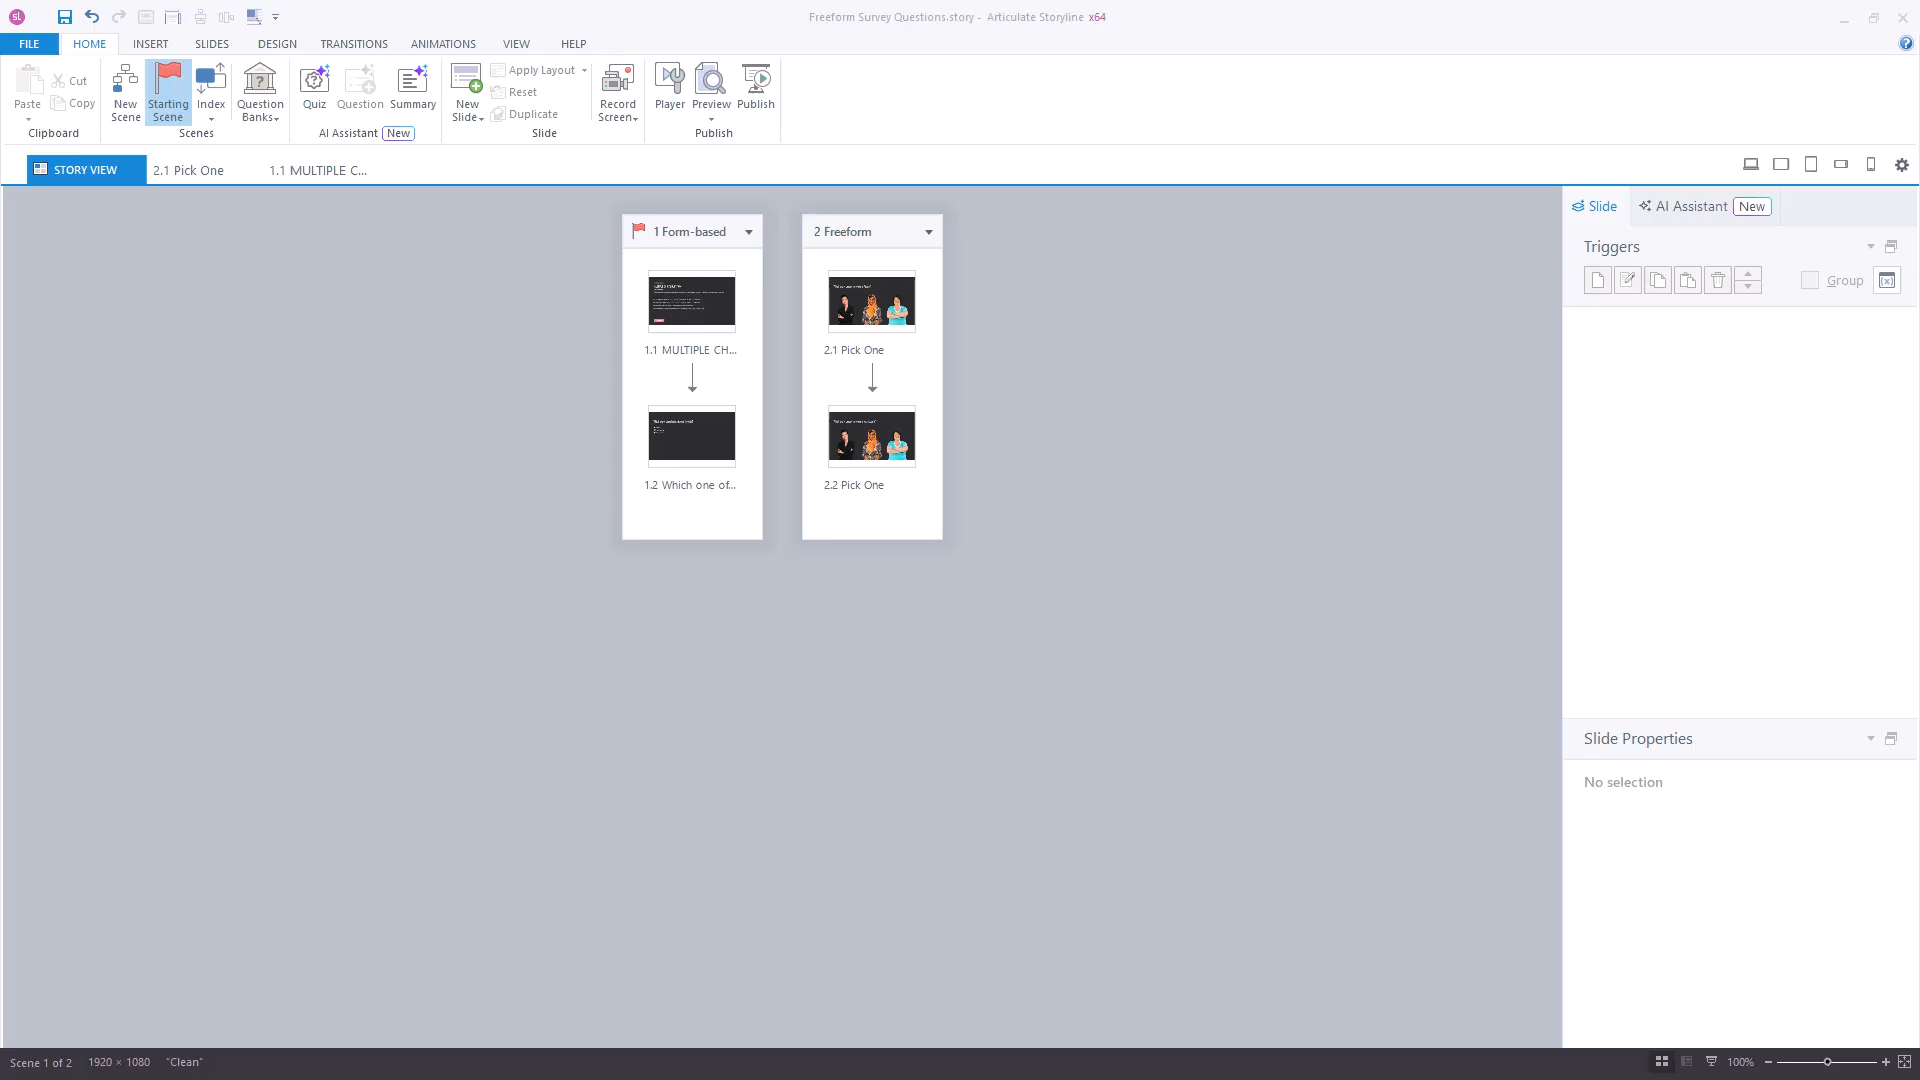 Freeform Survey Questions.story - Articulate Storyline x64
FILE HOME INSERT SLIDES DESIGN TRANSITIONS ANIMATIONS VIEW HELP
Paste
Cut
Copy
Clipboard
New Scene
Starting Scene
Index
Question Banks
Scenes
Quiz
Question
Summary
AI Assistant New
New Slide
Apply Layout
Reset
Duplicate
Slide
Record Screen
Player
Preview
Publish
Publish
STORY VIEW
2.1 Pick One
1.1 MULTIPLE C...
1 Form-based
1.1 MULTIPLE CH...
1.2 Which one of...
2 Freeform
2.1 Pick One
2.2 Pick One
Slide
AI Assistant New
Triggers
Group
Slide Properties
No selection
Scene 1 of 2
1920 × 1080
"Clean"
100%